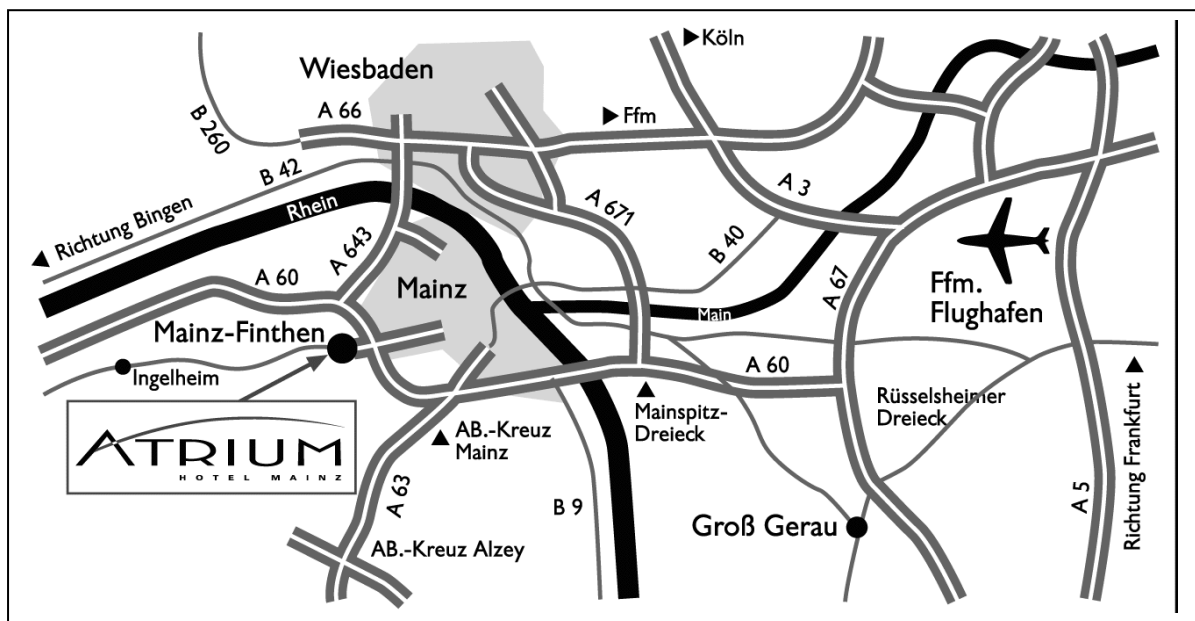 Köln
Wiesbaden
A 66
Ffm
B 260
B 42
A 3
Rhein
A 671
Richtung Bingen
B 40
A 643
A 60
Mainz
A 67
Ffm.
Flughafen
Main
Mainz-Finthen
Ingelheim
A 60
Rüsselsheimer
Dreieck
Mainspitz-
Dreieck
AB.-Kreuz
Mainz
ATRIUM
HOTEL MAINZ
A 63
B 9
Groß Gerau
A 5
Richtung Frankfurt
AB.-Kreuz Alzey